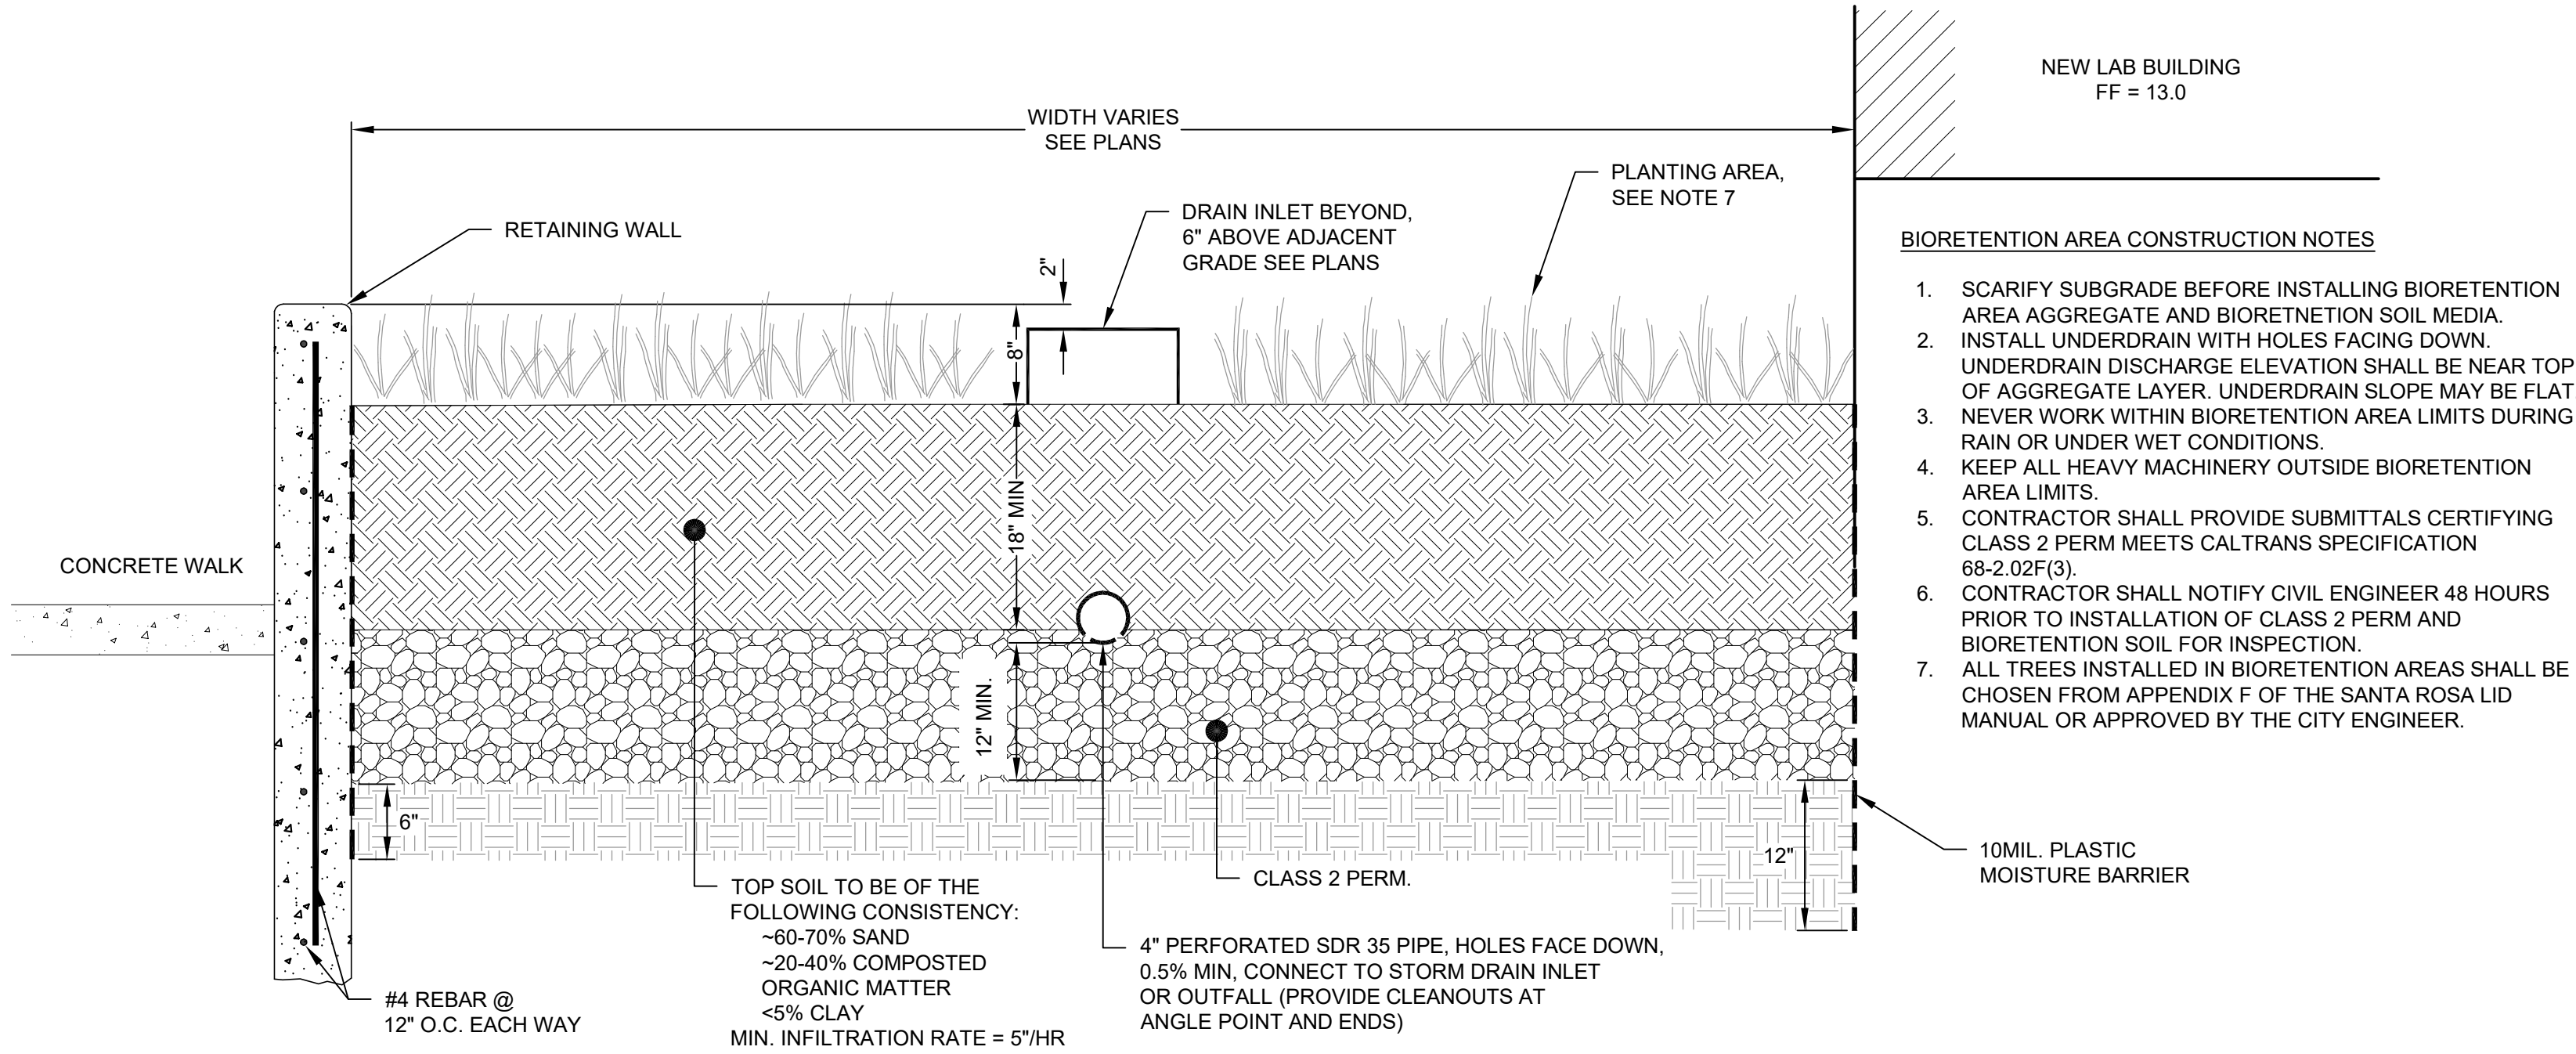 NEW LAB BUILDING
FF = 13.0
WIDTH VARIES
SEE PLANS
PLANTING AREA,
SEE NOTE 7
DRAIN INLET BEYOND,
6" ABOVE ADJACENT
GRADE SEE PLANS
RETAINING WALL
2"
8"
18" MIN
12" MIN.
CONCRETE WALK
6"
12"
TOP SOIL TO BE OF THE
FOLLOWING CONSISTENCY:
~60-70% SAND
~20-40% COMPOSTED
ORGANIC MATTER
<5% CLAY
MIN. INFILTRATION RATE = 5"/HR
CLASS 2 PERM.
4" PERFORATED SDR 35 PIPE, HOLES FACE DOWN,
0.5% MIN, CONNECT TO STORM DRAIN INLET
OR OUTFALL (PROVIDE CLEANOUTS AT
ANGLE POINT AND ENDS)
#4 REBAR @
12" O.C. EACH WAY
10MIL. PLASTIC
MOISTURE BARRIER
BIORETENTION AREA CONSTRUCTION NOTES
1. SCARIFY SUBGRADE BEFORE INSTALLING BIORETENTION
AREA AGGREGATE AND BIORETNETION SOIL MEDIA.
2. INSTALL UNDERDRAIN WITH HOLES FACING DOWN.
UNDERDRAIN DISCHARGE ELEVATION SHALL BE NEAR TOP
OF AGGREGATE LAYER. UNDERDRAIN SLOPE MAY BE FLAT
3. NEVER WORK WITHIN BIORETENTION AREA LIMITS DURING
RAIN OR UNDER WET CONDITIONS.
4. KEEP ALL HEAVY MACHINERY OUTSIDE BIORETENTION
AREA LIMITS.
5. CONTRACTOR SHALL PROVIDE SUBMITTALS CERTIFYING
CLASS 2 PERM MEETS CALTRANS SPECIFICATION
68-2.02F(3).
6. CONTRACTOR SHALL NOTIFY CIVIL ENGINEER 48 HOURS
PRIOR TO INSTALLATION OF CLASS 2 PERM AND
BIORETENTION SOIL FOR INSPECTION.
7. ALL TREES INSTALLED IN BIORETENTION AREAS SHALL BE
CHOSEN FROM APPENDIX F OF THE SANTA ROSA LID
MANUAL OR APPROVED BY THE CITY ENGINEER.